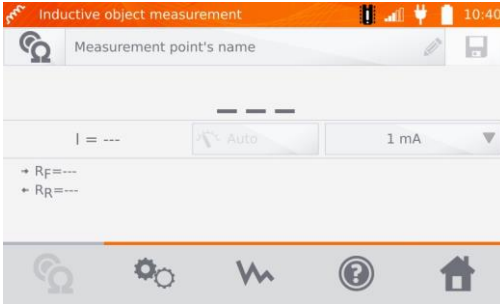 Inductive object measurement 10:40
Measurement point's name
---
I = --- Auto 1 mA
→ RF=---
← RR=---